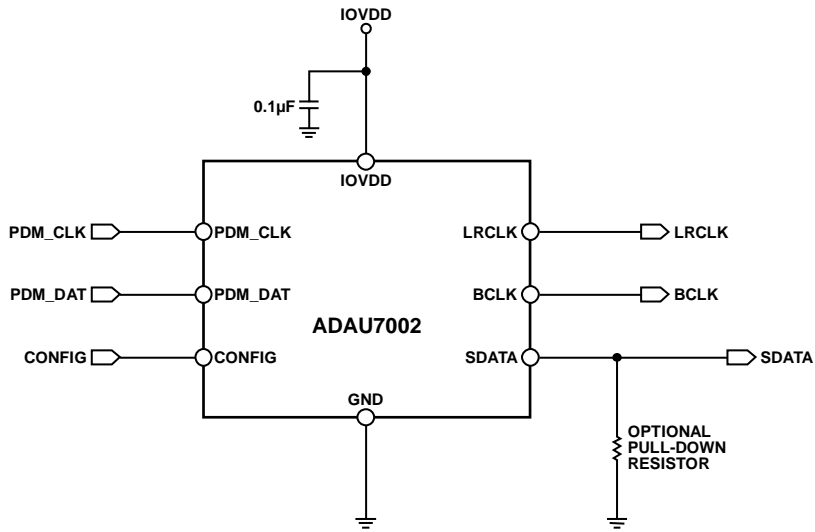 IOVDD
0.1µF
IOVDD
PDM_CLK
PDM_CLK
LRCLK
LRCLK
PDM_DAT
PDM_DAT
BCLK
BCLK
ADAU7002
CONFIG
CONFIG
SDATA
SDATA
GND
OPTIONAL
PULL-DOWN
RESISTOR